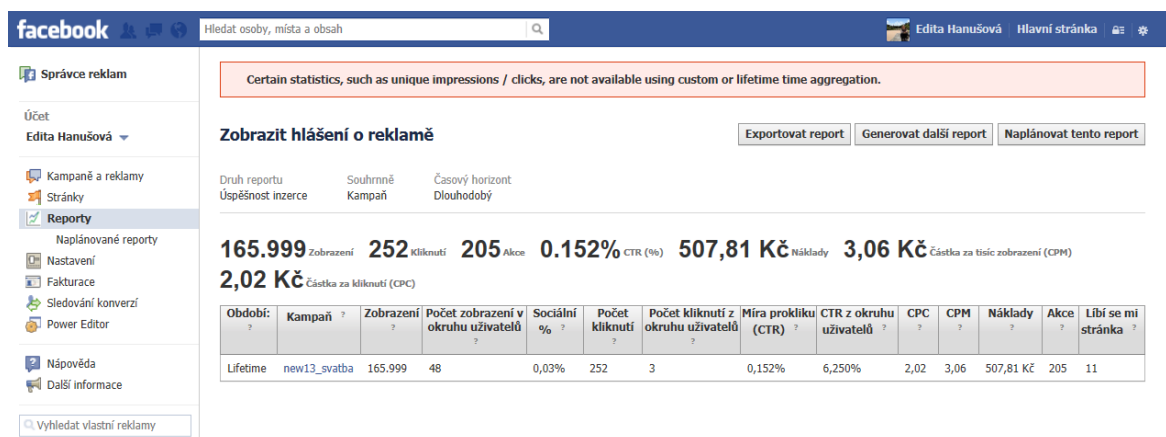 facebook
Hledat osoby, místa a obsah
Edita Hanušová Hlavní stránka
Správce reklam
Účet
Edita Hanušová
Kampaně a reklamy
Stránky
Reporty
Naplánované reporty
Nastavení
Fakturace
Sledování konverzí
Power Editor
Nápověda
Další informace
Vyhledat vlastní reklamy
Certain statistics, such as unique impressions / clicks, are not available using custom or lifetime time aggregation.
Zobrazit hlášení o reklamě
Exportovat report Generovat další report Naplánovat tento report
Druh reportu Souhrnně Časový horizont
Úspěšnost inzerce Kampaň Dlouhodobý
165.999 Zobrazení 252 Kliknutí 205 Akce 0.152% CTR (%) 507,81 Kč Náklady 3,06 Kč Částka za tisíc zobrazení (CPM)
2,02 Kč Částka za kliknutí (CPC)
Období: ? Kampaň ? Zobrazení ? Počet zobrazení v okruhu uživatelů ? Sociální % ? Počet kliknutí ? Počet kliknutí z okruhu uživatelů ? Míra prokliku (CTR) ? CTR z okruhu uživatelů ? CPC ? CPM ? Náklady ? Akce ? Líbí se mi stránka ?
Lifetime new13_svatba 165.999 48 0,03% 252 3 0,152% 6,250% 2,02 3,06 507,81 Kč 205 11